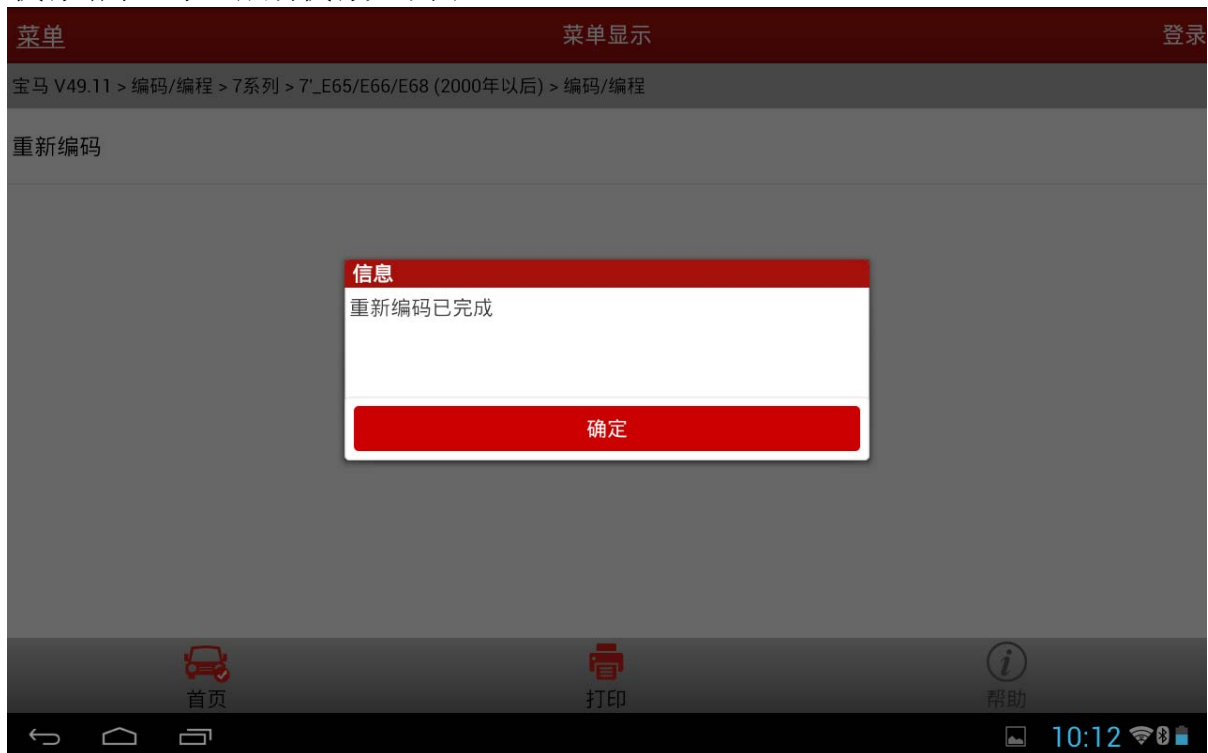 菜单
菜单显示
登录
宝马 V49.11 > 编码/编程 > 7系列 > 7'_E65/E66/E68 (2000年以后) > 编码/编程
重新编码
信息
重新编码已完成
确定
首页
打印
帮助
10:12